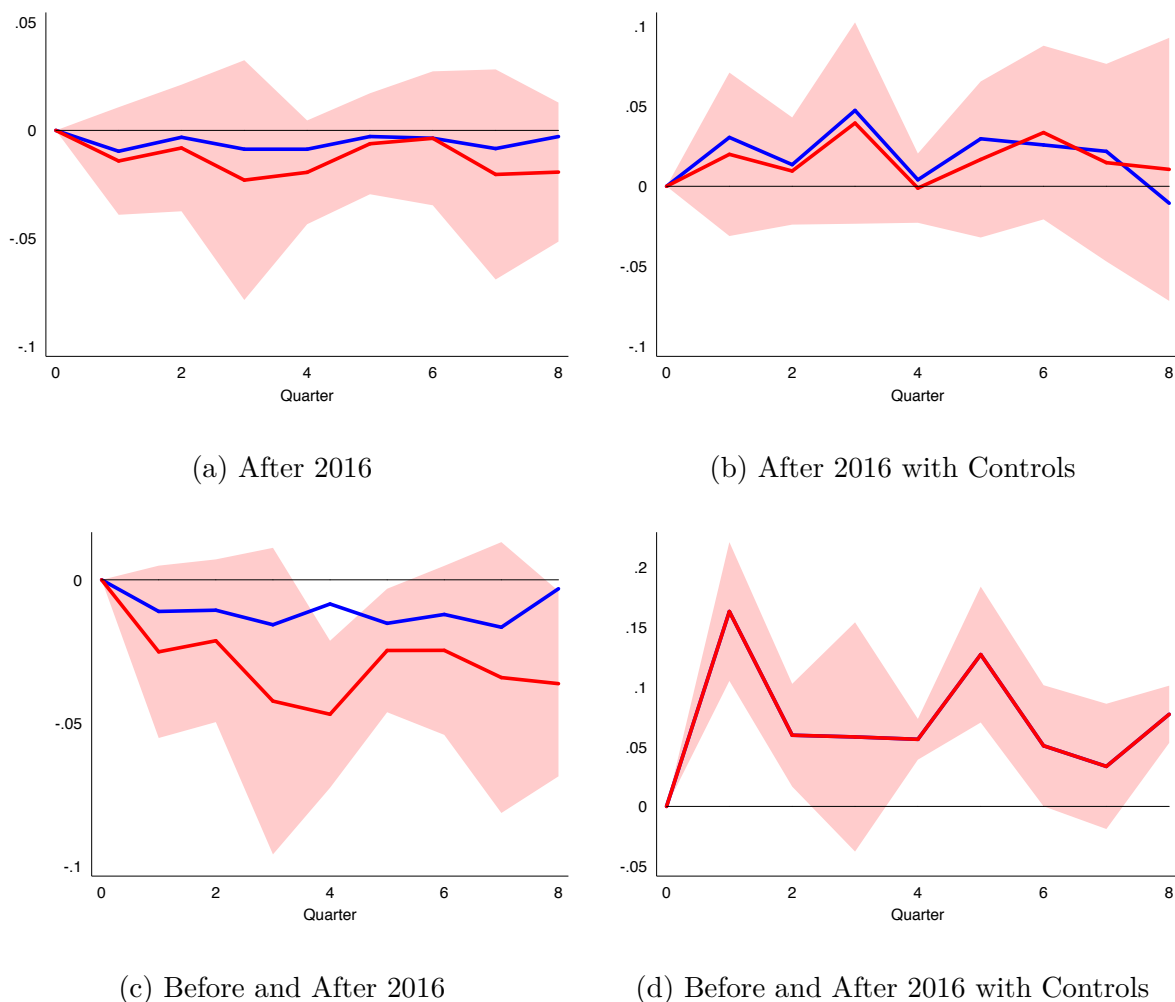 .05
0
-.05
-.1
0 2 4 6 8
Quarter
(a) After 2016
.1
.05
0
-.05
-.1
0 2 4 6 8
Quarter
(b) After 2016 with Controls
0
-.05
-.1
0 2 4 6 8
Quarter
(c) Before and After 2016
.2
.15
.1
.05
0
-.05
0 2 4 6 8
Quarter
(d) Before and After 2016 with Controls